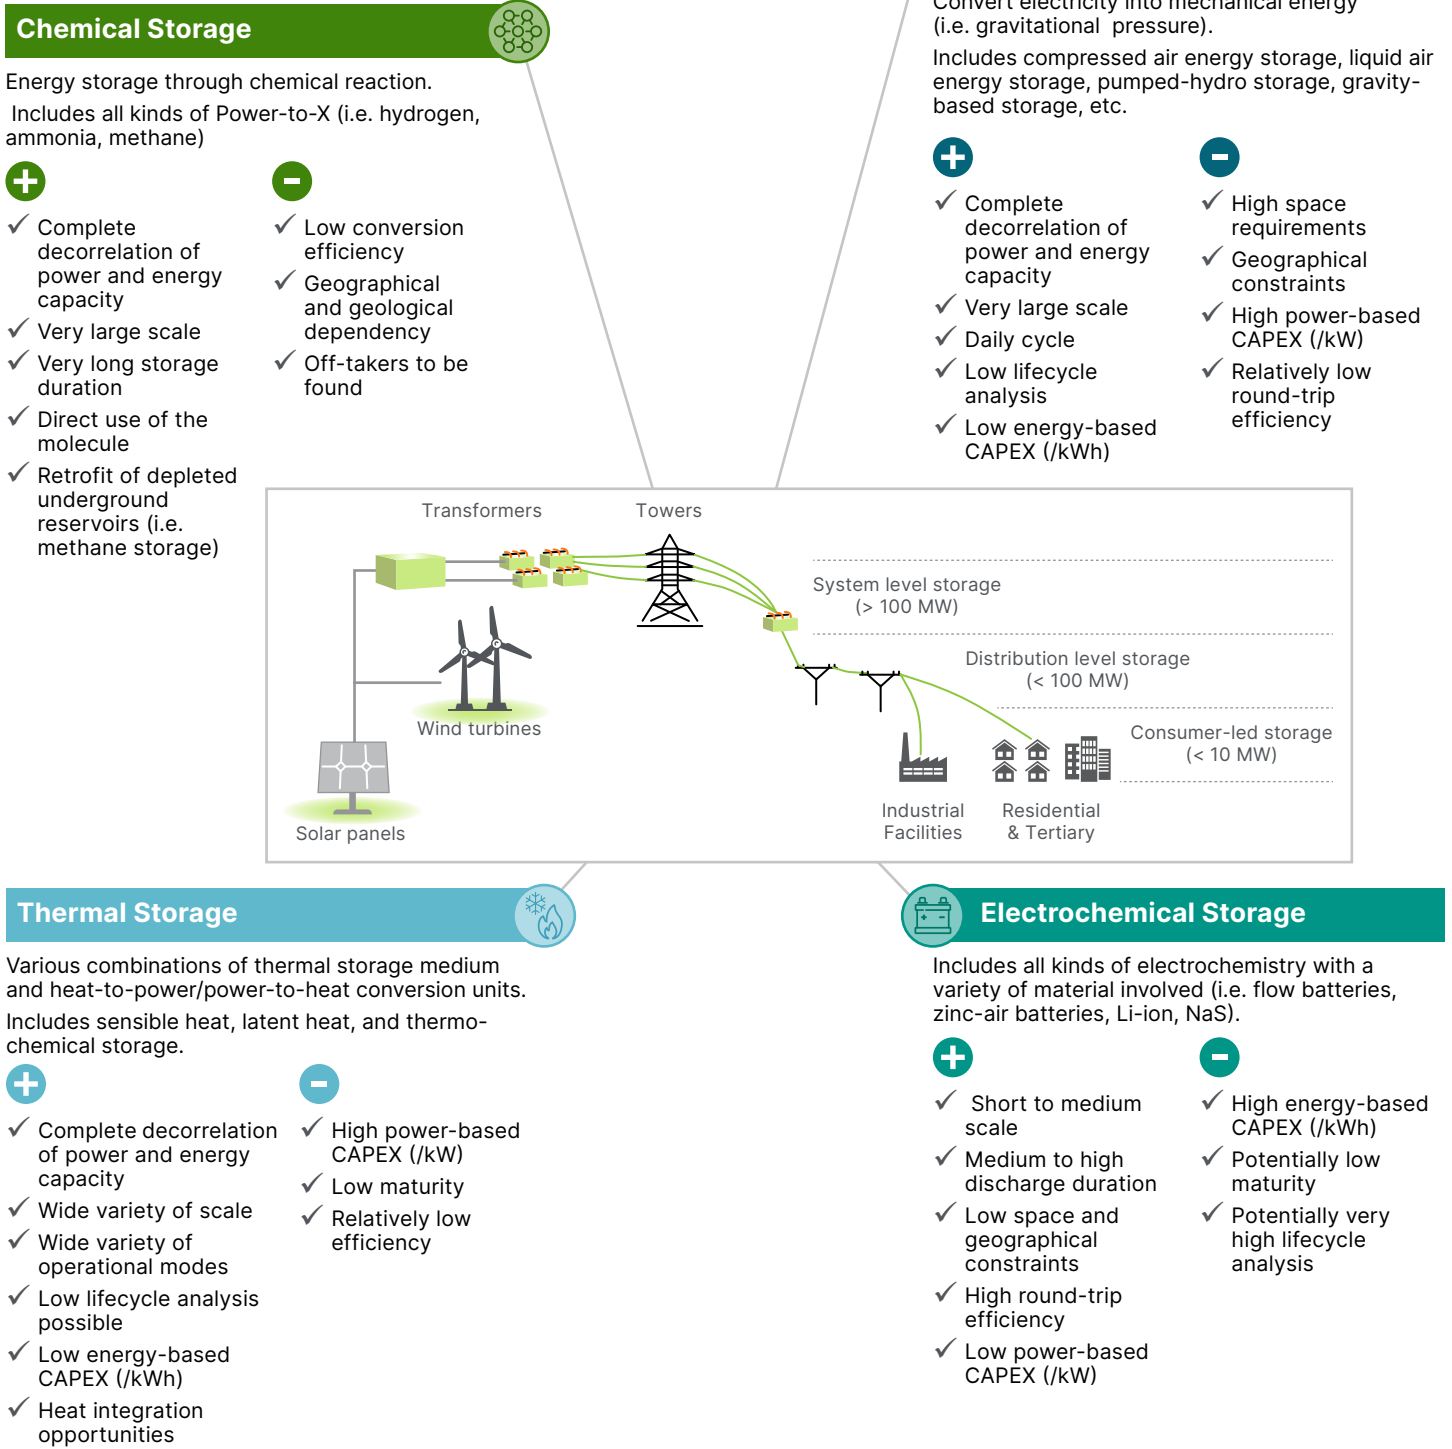 Chemical Storage
Energy storage through chemical reaction.
Includes all kinds of Power-to-X (i.e. hydrogen,
ammonia, methane)
+
Complete
decorrelation of
power and energy
capacity
Very large scale
Very long storage
duration
Direct use of the
molecule
Retrofit of depleted
underground
reservoirs (i.e.
methane storage)
-
Low conversion
efficiency
Geographical
and geological
dependency
Off-takers to be
found
Convert electricity into mechanical energy
(i.e. gravitational pressure).
Includes compressed air energy storage, liquid air
energy storage, pumped-hydro storage, gravity-
based storage, etc.
+
Complete
decorrelation of
power and energy
capacity
Very large scale
Daily cycle
Low lifecycle
analysis
Low energy-based
CAPEX (/kWh)
-
High space
requirements
Geographical
constraints
High power-based
CAPEX (/kW)
Relatively low
round-trip
efficiency
Transformers
Towers
System level storage
(> 100 MW)
Distribution level storage
(< 100 MW)
Wind turbines
Consumer-led storage
(< 10 MW)
Solar panels
Industrial
Facilities
Residential
& Tertiary
Thermal Storage
Various combinations of thermal storage medium
and heat-to-power/power-to-heat conversion units.
Includes sensible heat, latent heat, and thermo-
chemical storage.
+
Complete decorrelation
of power and energy
capacity
Wide variety of scale
Wide variety of
operational modes
Low lifecycle analysis
possible
Low energy-based
CAPEX (/kWh)
Heat integration
opportunities
-
High power-based
CAPEX (/kW)
Low maturity
Relatively low
efficiency
Electrochemical Storage
Includes all kinds of electrochemistry with a
variety of material involved (i.e. flow batteries,
zinc-air batteries, Li-ion, NaS).
+
Short to medium
scale
Medium to high
discharge duration
Low space and
geographical
constraints
High round-trip
efficiency
Low power-based
CAPEX (/kW)
-
High energy-based
CAPEX (/kWh)
Potentially low
maturity
Potentially very
high lifecycle
analysis